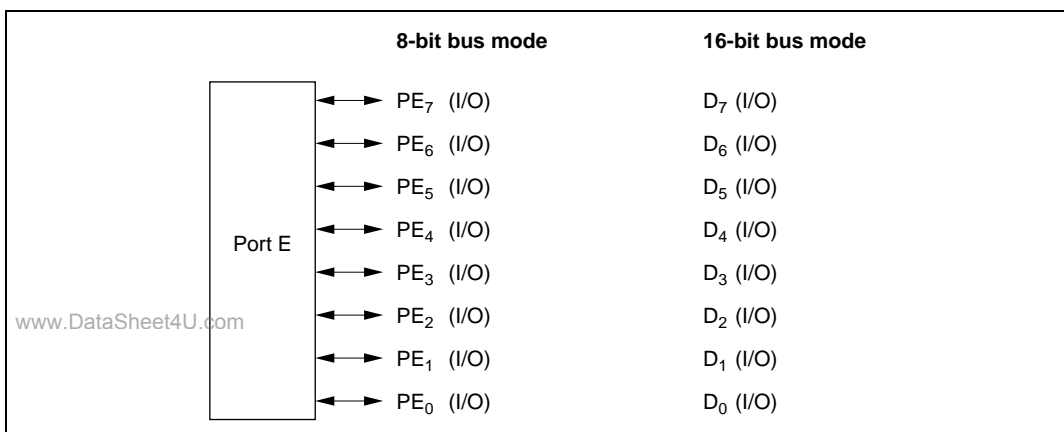 8-bit bus mode 16-bit bus mode
PE₇ (I/O) D₇ (I/O)
PE₆ (I/O) D₆ (I/O)
PE₅ (I/O) D₅ (I/O)
PE₄ (I/O) D₄ (I/O)
Port E
PE₃ (I/O) D₃ (I/O)
PE₂ (I/O) D₂ (I/O)
www.DataSheet4U.com
PE₁ (I/O) D₁ (I/O)
PE₀ (I/O) D₀ (I/O)